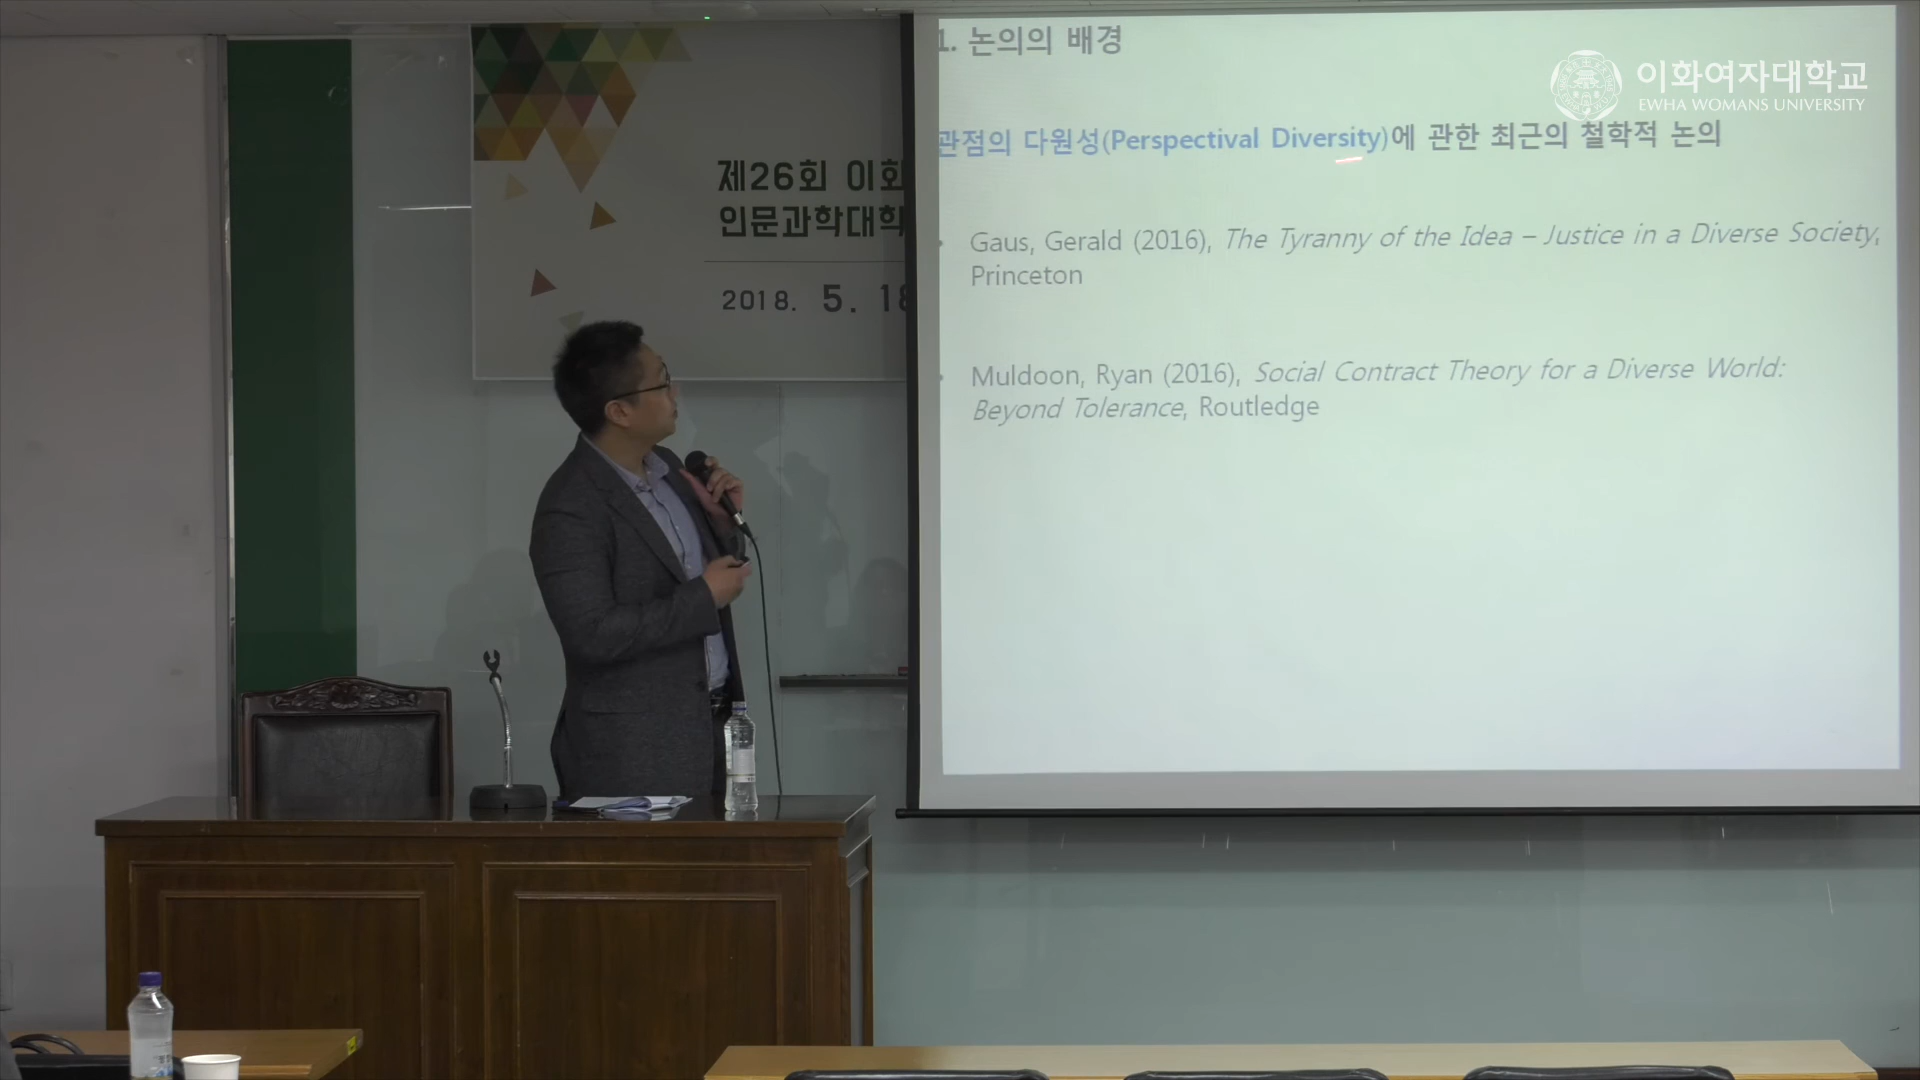 제26회 이화
인문과학대학
2018. 5. 18
1. 논의의 배경
이화여자대학교
EWHA WOMANS UNIVERSITY
관점의 다원성(Perspectival Diversity)에 관한 최근의 철학적 논의
• Gaus, Gerald (2016), The Tyranny of the Idea – Justice in a Diverse Society,
Princeton
• Muldoon, Ryan (2016), Social Contract Theory for a Diverse World:
Beyond Tolerance, Routledge